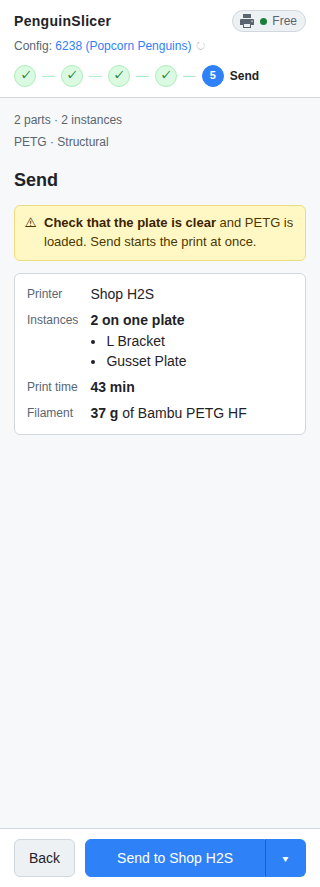 PenguinSlicer
Free
Config: 6238 (Popcorn Penguins)
5 Send
2 parts · 2 instances
PETG · Structural
Send
Check that the plate is clear and PETG is
loaded. Send starts the print at once.
Printer Shop H2S
Instances 2 on one plate
• L Bracket
• Gusset Plate
Print time 43 min
Filament 37 g of Bambu PETG HF
Back
Send to Shop H2S